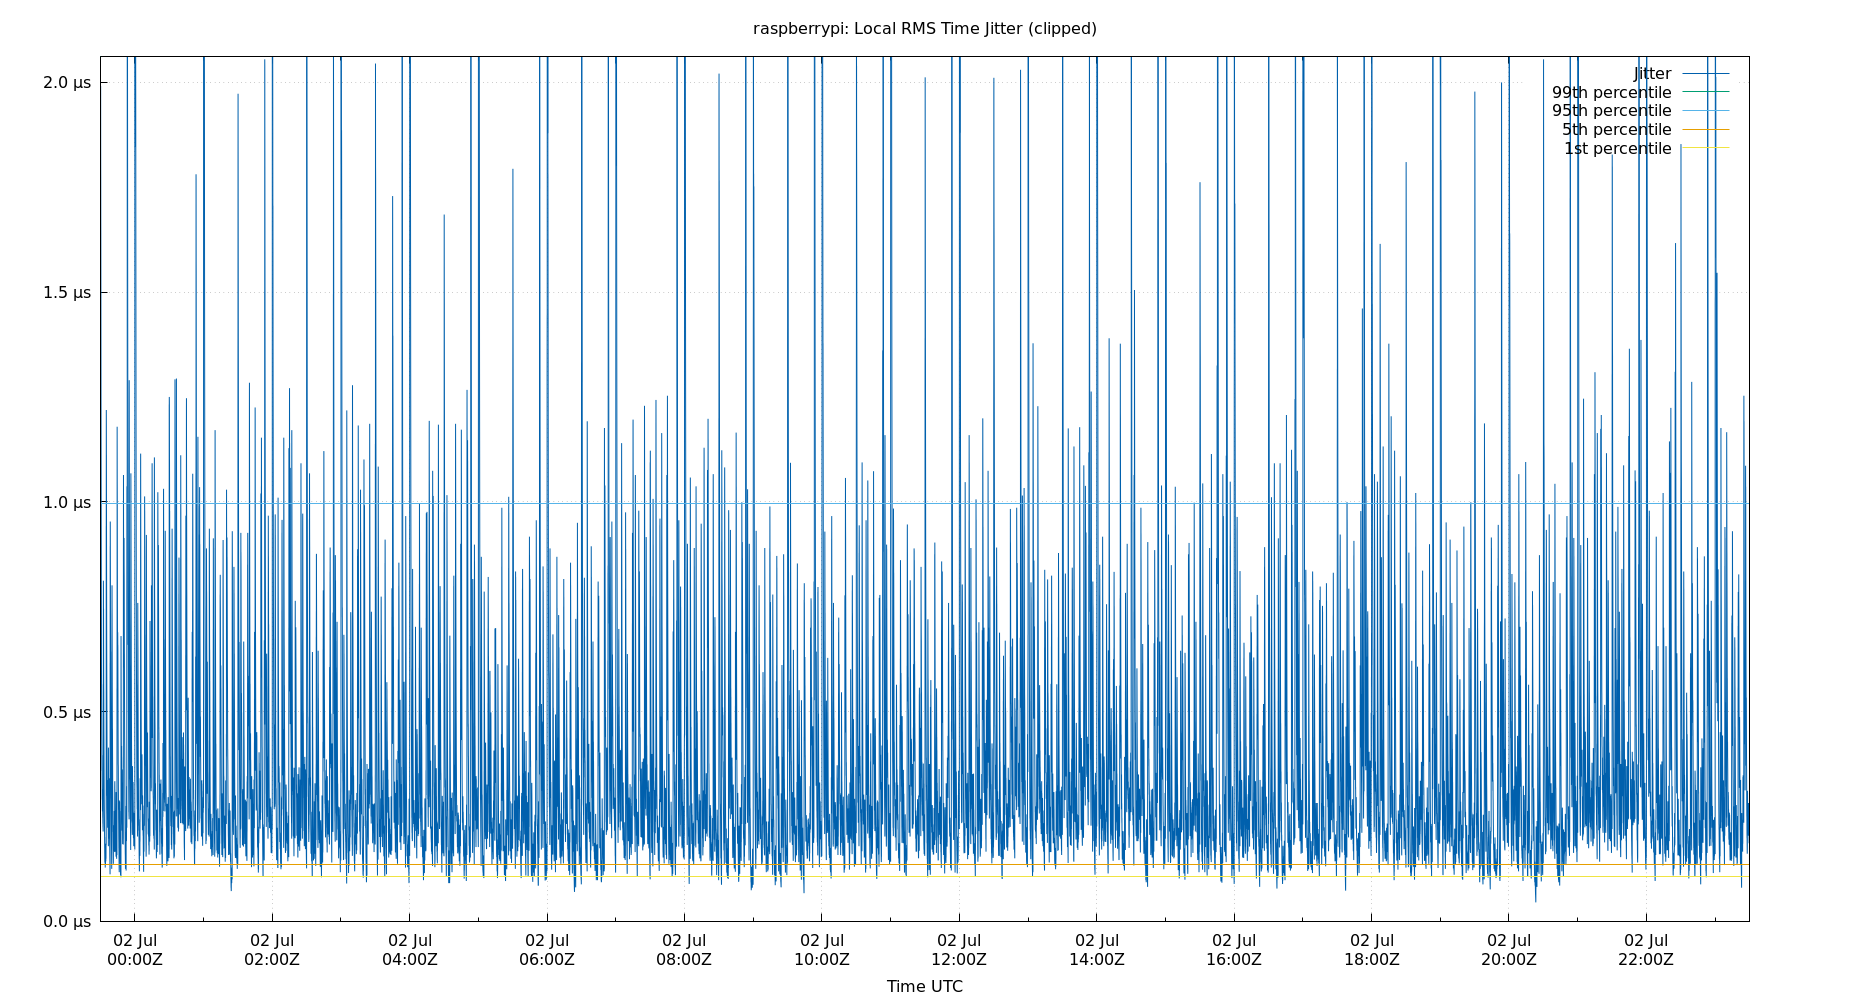 raspberrypi: Local RMS Time Jitter (clipped)
2.0 µs
1.5 µs
1.0 µs
0.5 µs
0.0 µs
Jitter
99th percentile
95th percentile
5th percentile
1st percentile
02 Jul 02 Jul 02 Jul 02 Jul 02 Jul 02 Jul 02 Jul 02 Jul 02 Jul 02 Jul 02 Jul 02 Jul
00:00Z 02:00Z 04:00Z 06:00Z 08:00Z 10:00Z 12:00Z 14:00Z 16:00Z 18:00Z 20:00Z 22:00Z
Time UTC